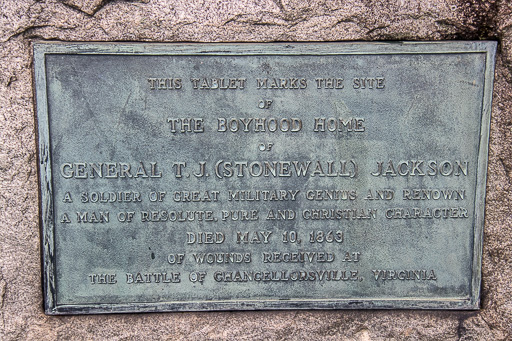 THIS TABLET MARKS THE SITE
OF
THE BOYHOOD HOME
OF
GENERAL T. J. (STONEWALL) JACKSON
A SOLDIER OF GREAT MILITARY GENIUS AND RENOWN
A MAN OF RESOLUTE, PURE AND CHRISTIAN CHARACTER
DIED MAY 10, 1863
OF WOUNDS RECEIVED AT
THE BATTLE OF CHANCELLORSVILLE, VIRGINIA